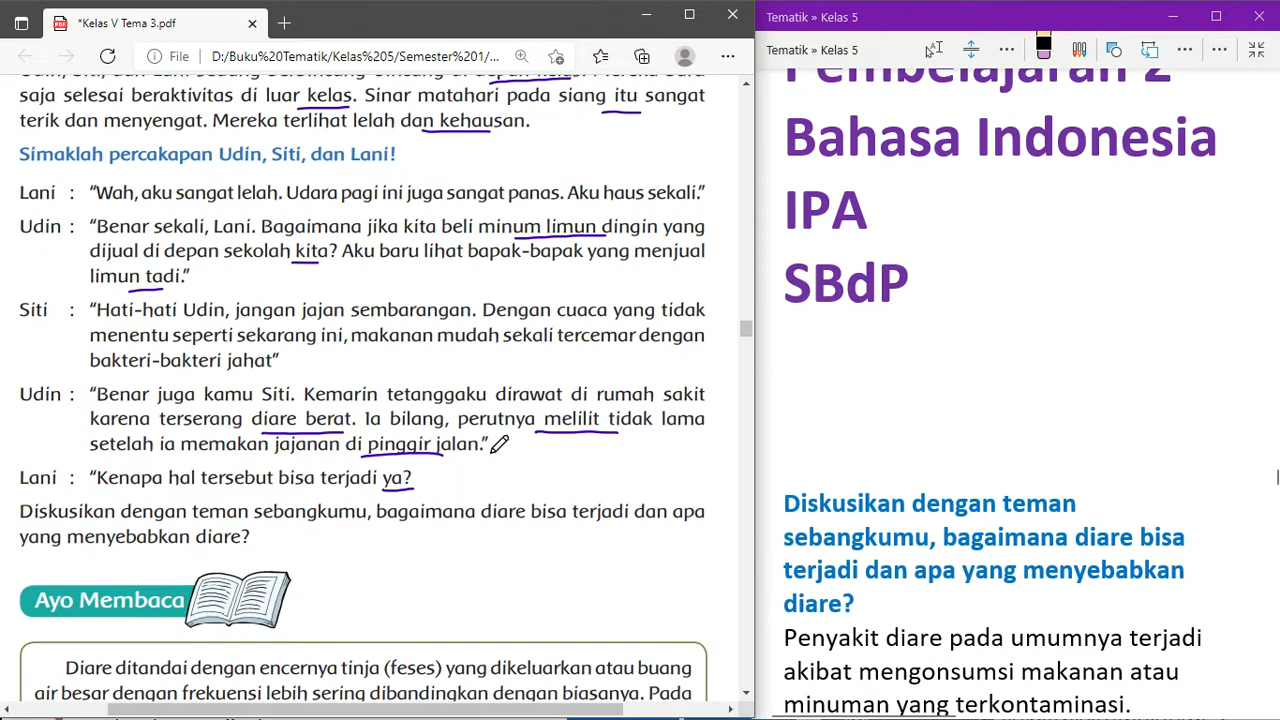 *Kelas V Tema 3.pdf
File
D:/Buku%20Tematik/Kelas%205/Semester%201/...
saja selesai beraktivitas di luar kelas. Sinar matahari pada siang itu sangat
terik dan menyengat. Mereka terlihat lelah dan kehausan.
Simaklah percakapan Udin, Siti, dan Lani!
Lani : “Wah, aku sangat lelah. Udara pagi ini juga sangat panas. Aku haus sekali.”
Udin : “Benar sekali, Lani. Bagaimana jika kita beli minum limun dingin yang
dijual di depan sekolah kita? Aku baru lihat bapak-bapak yang menjual
limun tadi.”
Siti : “Hati-hati Udin, jangan jajan sembarangan. Dengan cuaca yang tidak
menentu seperti sekarang ini, makanan mudah sekali tercemar dengan
bakteri-bakteri jahat”
Udin : “Benar juga kamu Siti. Kemarin tetanggaku dirawat di rumah sakit
karena terserang diare berat. Ia bilang, perutnya melilit tidak lama
setelah ia memakan jajanan di pinggir jalan.”
Lani : “Kenapa hal tersebut bisa terjadi ya?
Diskusikan dengan teman sebangkumu, bagaimana diare bisa terjadi dan apa
yang menyebabkan diare?
Ayo Membaca
Diare ditandai dengan encernya tinja (feses) yang dikeluarkan atau buang
air besar dengan frekuensi lebih sering dibandingkan dengan biasanya. Pada
Tematik » Kelas 5
Tematik » Kelas 5
Pembelajaran 2
Bahasa Indonesia
IPA
SBdP
Diskusikan dengan teman
sebangkumu, bagaimana diare bisa
terjadi dan apa yang menyebabkan
diare?
Penyakit diare pada umumnya terjadi
akibat mengonsumsi makanan atau
minuman yang terkontaminasi.